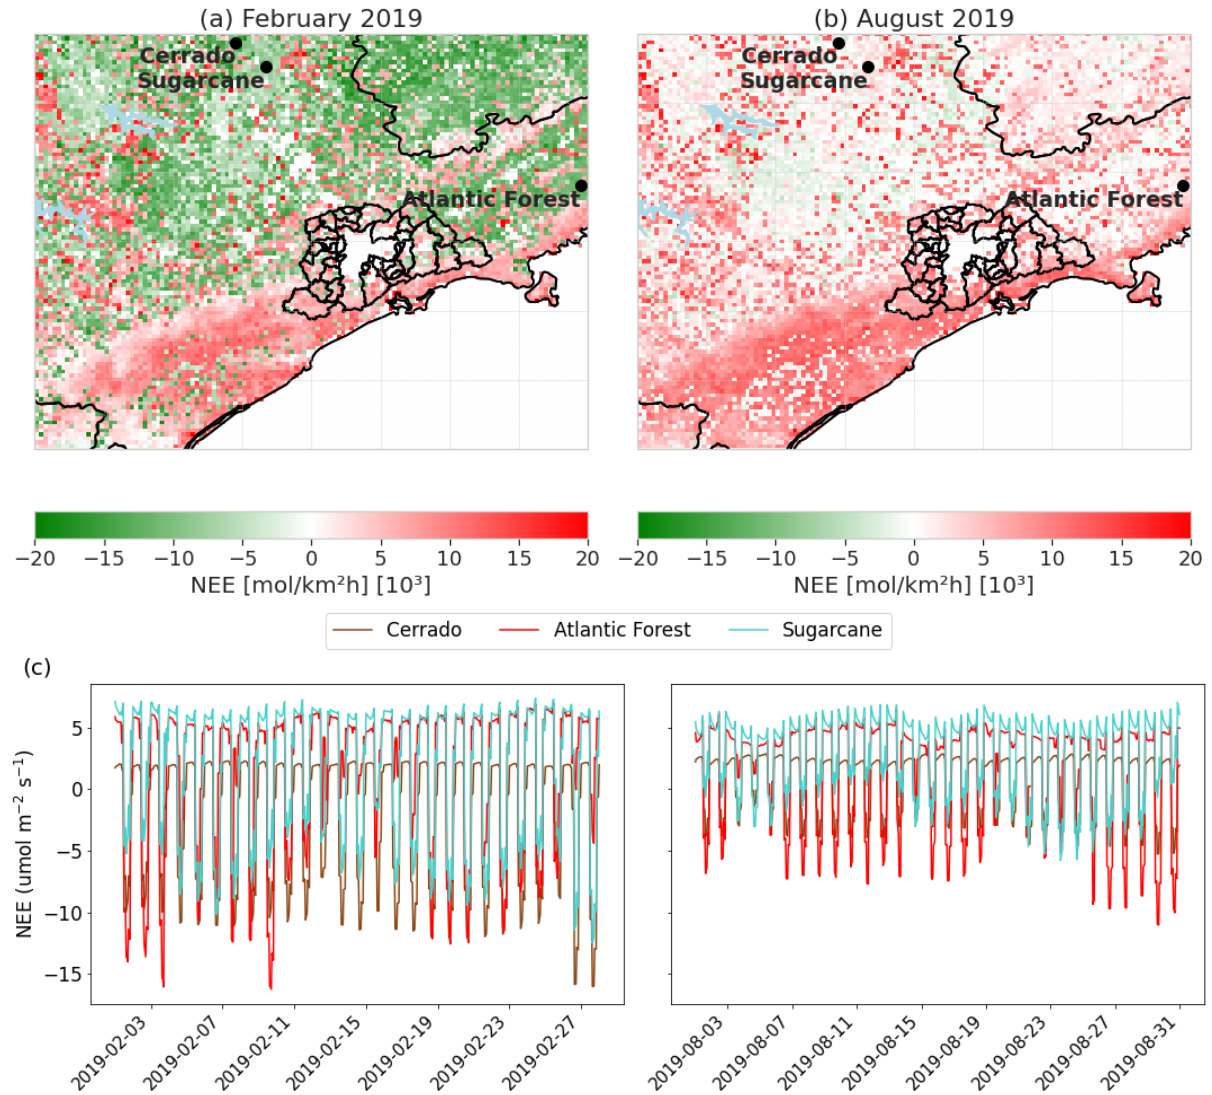 (a) February 2019
(b) August 2019
Cerrado
Sugarcane
Atlantic Forest
Cerrado
Sugarcane
Atlantic Forest
−20 −15 −10 −5 0 5 10 15 20
NEE [mol/km²h] [10³]
−20 −15 −10 −5 0 5 10 15 20
NEE [mol/km²h] [10³]
Cerrado Atlantic Forest Sugarcane
(c)
NEE (umol m⁻² s⁻¹)
5
0
−5
−10
−15
2019-02-03 2019-02-07 2019-02-11 2019-02-15 2019-02-19 2019-02-23 2019-02-27
2019-08-03 2019-08-07 2019-08-11 2019-08-15 2019-08-19 2019-08-23 2019-08-27 2019-08-31